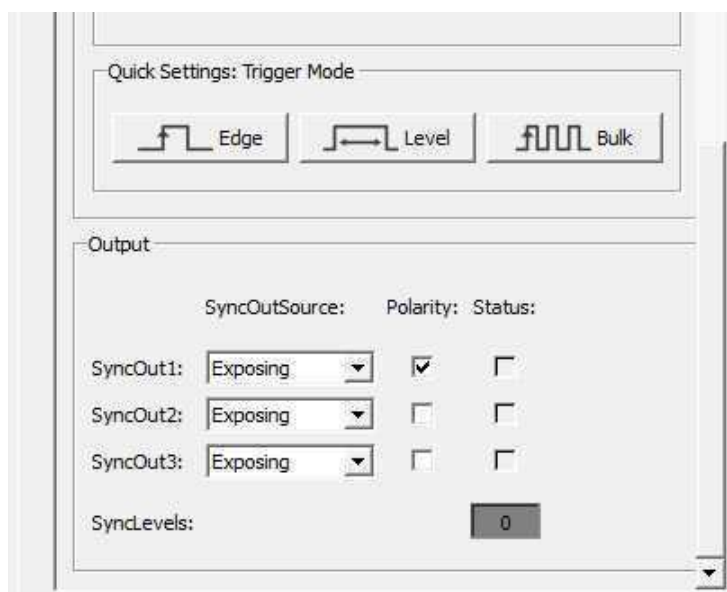 Quick Settings: Trigger Mode
Edge Level Bulk
Output
SyncOutSource: Polarity: Status:
SyncOut1: Exposing
SyncOut2: Exposing
SyncOut3: Exposing
SyncLevels: 0